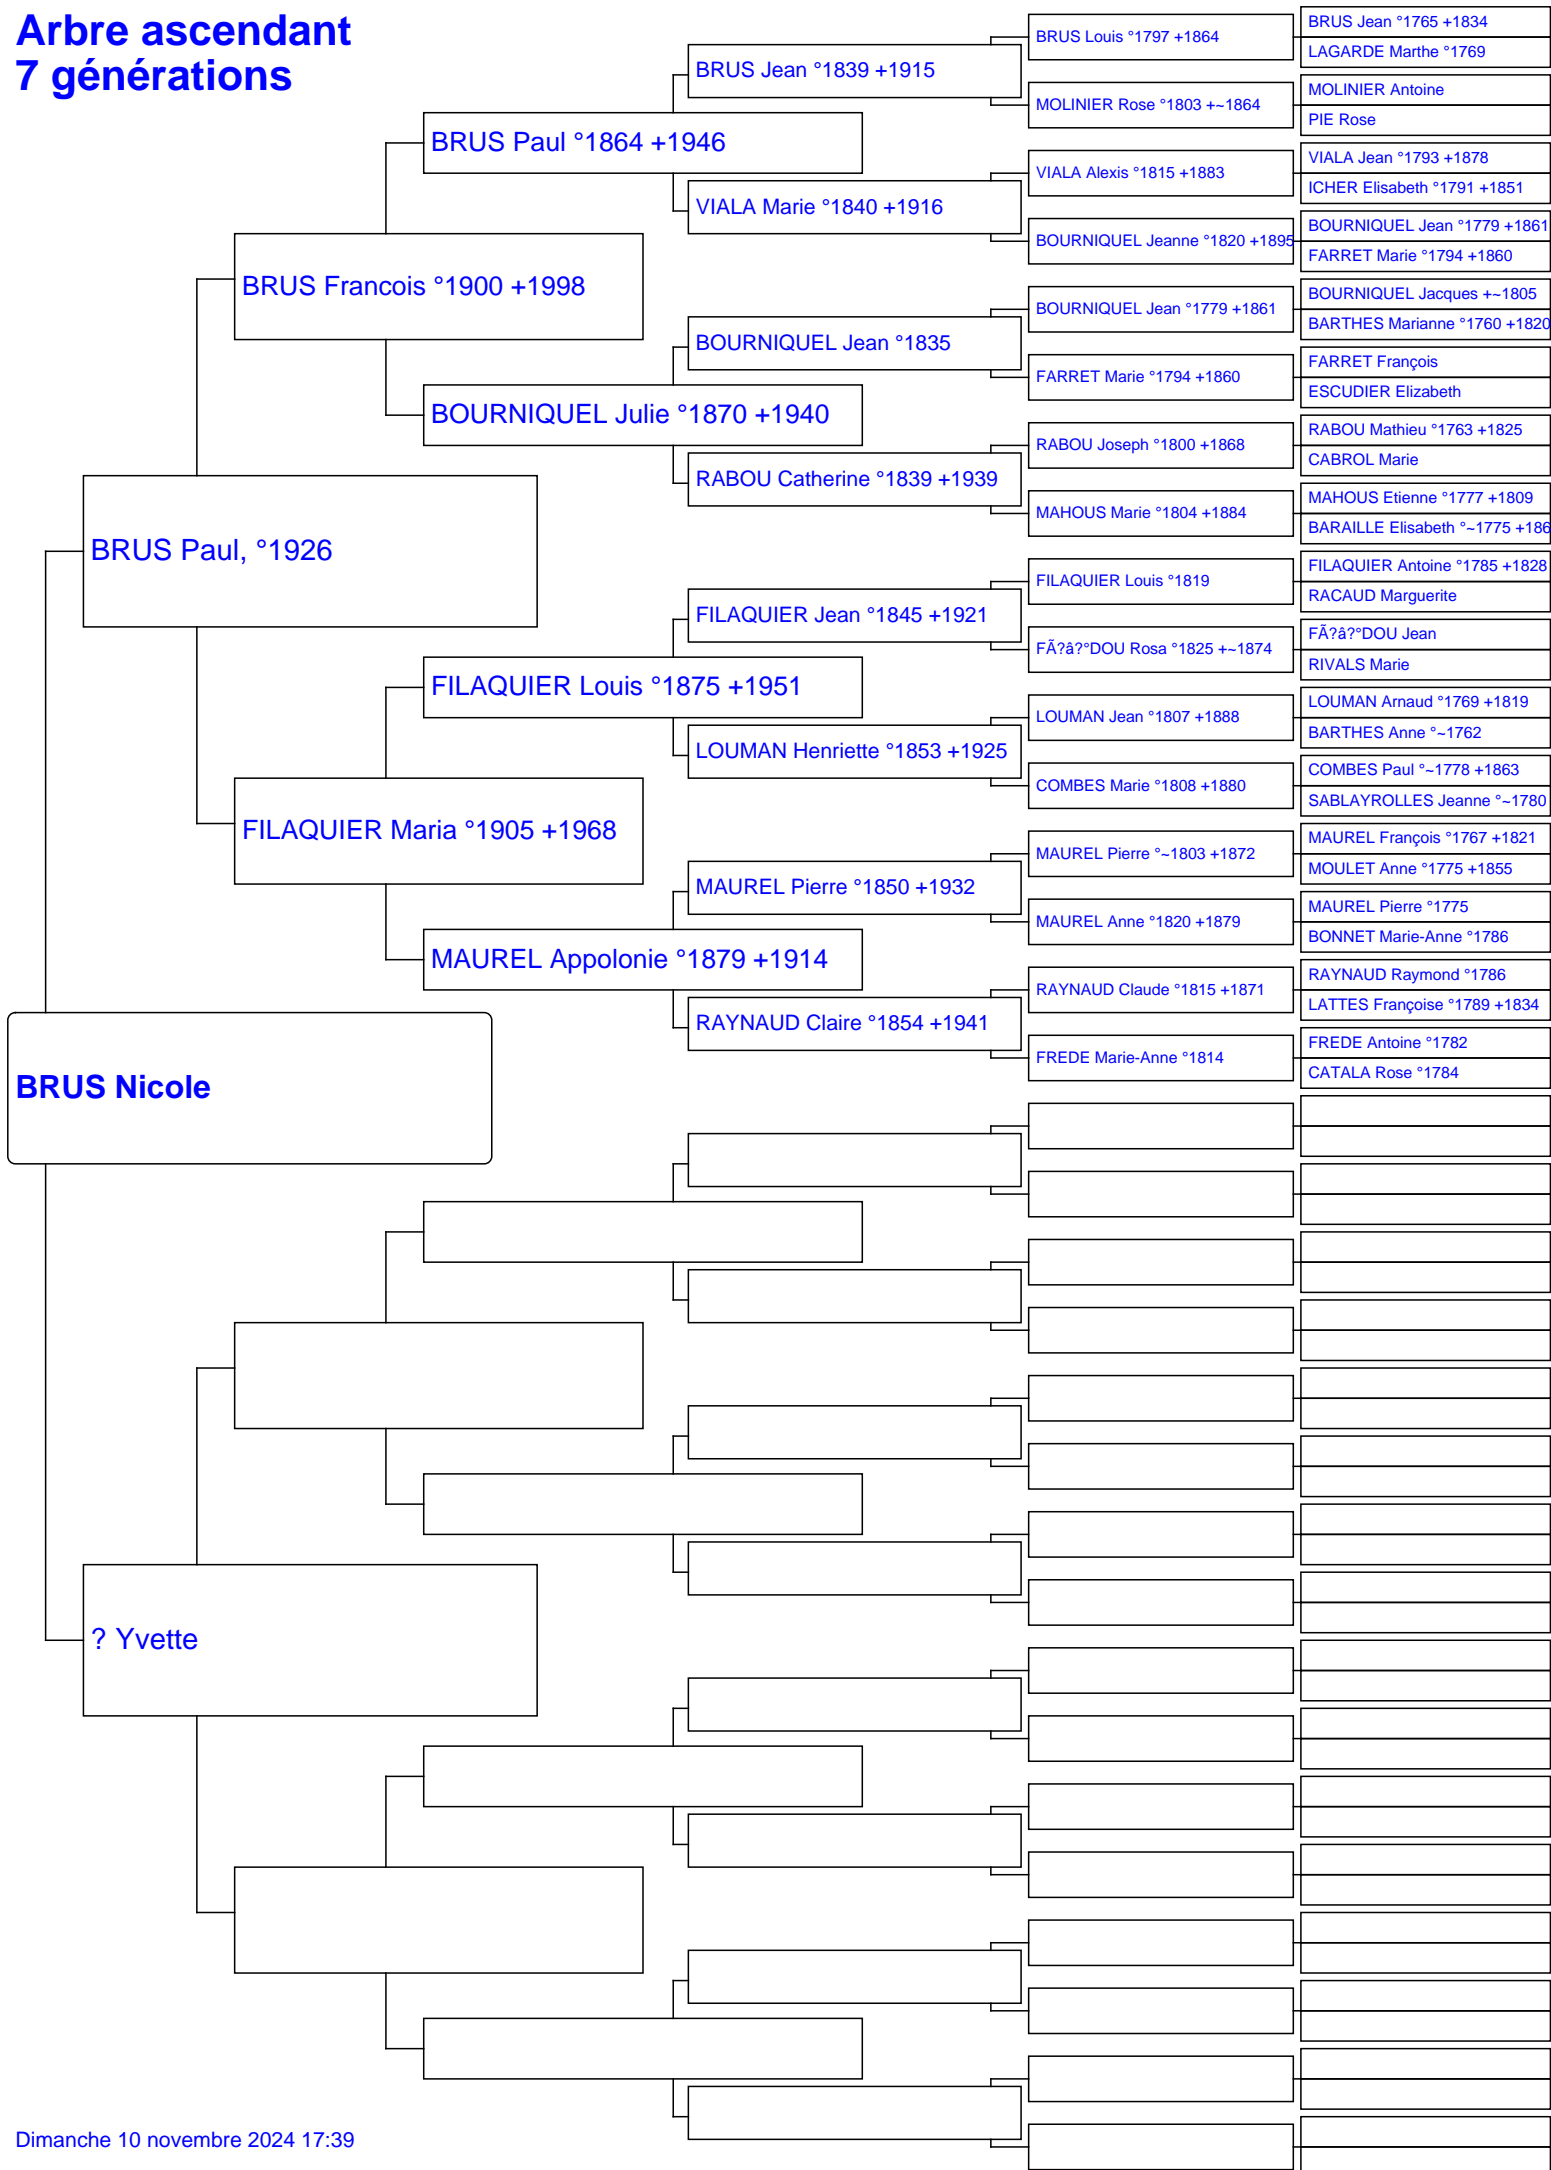 Arbre ascendant
7 générations
BRUS Nicole
BRUS Paul, °1926
? Yvette
BRUS Francois °1900 +1998
FILAQUIER Maria °1905 +1968
BRUS Paul °1864 +1946
BOURNIQUEL Julie °1870 +1940
FILAQUIER Louis °1875 +1951
MAUREL Appolonie °1879 +1914
BRUS Jean °1839 +1915
VIALA Marie °1840 +1916
BOURNIQUEL Jean °1835
RABOU Catherine °1839 +1939
FILAQUIER Jean °1845 +1921
LOUMAN Henriette °1853 +1925
MAUREL Pierre °1850 +1932
RAYNAUD Claire °1854 +1941
BRUS Louis °1797 +1864
MOLINIER Rose °1803 +~1864
VIALA Alexis °1815 +1883
BOURNIQUEL Jeanne °1820 +1895
BOURNIQUEL Jean °1779 +1861
FARRET Marie °1794 +1860
RABOU Joseph °1800 +1868
MAHOUS Marie °1804 +1884
FILAQUIER Louis °1819
FÃ?â?°DOU Rosa °1825 +~1874
LOUMAN Jean °1807 +1888
COMBES Marie °1808 +1880
MAUREL Pierre °~1803 +1872
MAUREL Anne °1820 +1879
RAYNAUD Claude °1815 +1871
FREDE Marie-Anne °1814
BRUS Jean °1765 +1834
LAGARDE Marthe °1769
MOLINIER Antoine
PIE Rose
VIALA Jean °1793 +1878
ICHER Elisabeth °1791 +1851
BOURNIQUEL Jean °1779 +1861
FARRET Marie °1794 +1860
BOURNIQUEL Jacques +~1805
BARTHES Marianne °1760 +1820
FARRET François
ESCUDIER Elizabeth
RABOU Mathieu °1763 +1825
CABROL Marie
MAHOUS Etienne °1777 +1809
BARAILLE Elisabeth °~1775 +186
FILAQUIER Antoine °1785 +1828
RACAUD Marguerite
FÃ?â?°DOU Jean
RIVALS Marie
LOUMAN Arnaud °1769 +1819
BARTHES Anne °~1762
COMBES Paul °~1778 +1863
SABLAYROLLES Jeanne °~1780
MAUREL François °1767 +1821
MOULET Anne °1775 +1855
MAUREL Pierre °1775
BONNET Marie-Anne °1786
RAYNAUD Raymond °1786
LATTES Françoise °1789 +1834
FREDE Antoine °1782
CATALA Rose °1784
Dimanche 10 novembre 2024 17:39